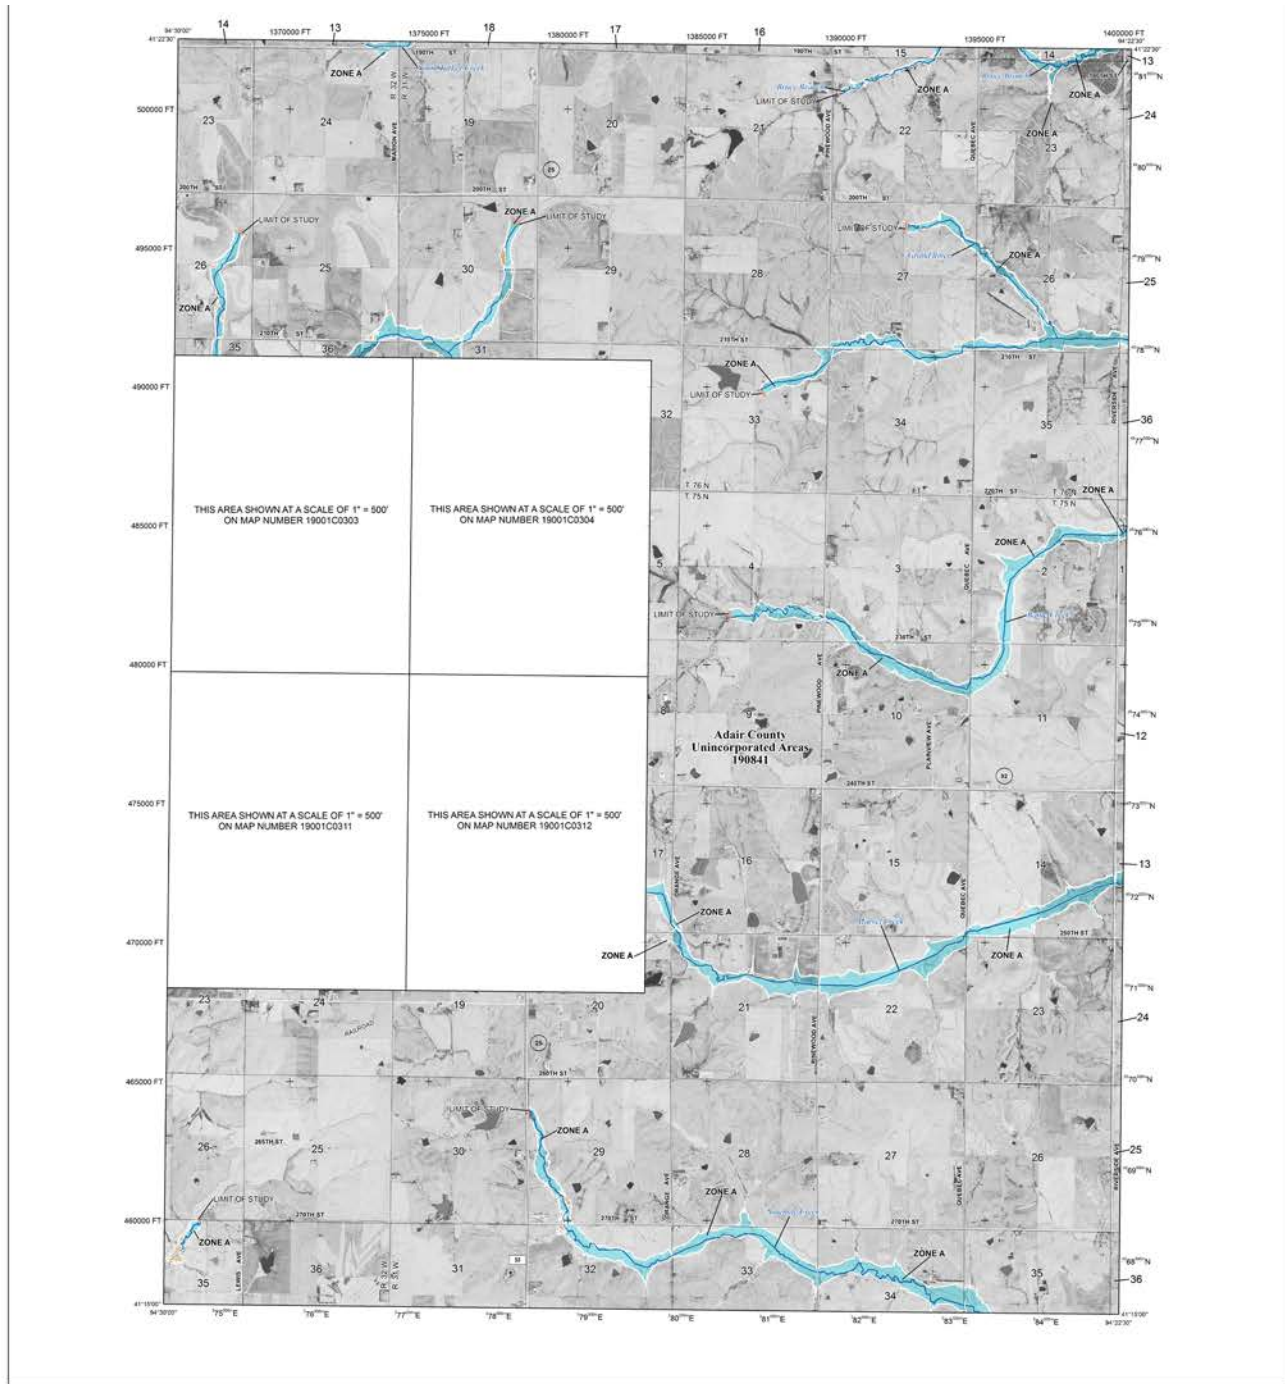 94°30'00"
14
1370000 FT
13
1375000 FT
18
1380000 FT
17
1385000 FT
16
1390000 FT
1395000 FT
1400000 FT
94°22'30"
41°22'30"
41°22'30"
190TH ST
190TH ST
15
14
13
ZONE A
ZONE A
ZONE A
LIMIT OF STUDY
R. 32 W.
R. 31 W.
500000 FT
23
24
19
20
21
22
24
MARION AVE
PINEWOOD AVE
QUEBEC AVE
ZONE A
23
25
200TH ST
200TH ST
200TH ST
LIMIT OF STUDY
ZONE A
LIMIT OF STUDY
LIMIT OF STUDY
495000 FT
26
25
30
29
28
27
ZONE A
26
25
ZONE A
210TH ST
210TH ST
210TH ST
35
36
31
ZONE A
490000 FT
LIMIT OF STUDY
32
33
34
35
RIVERSIDE AVE
36
T. 76 N
T. 75 N
220TH ST
T. 76 N
T. 75 N
ZONE A
THIS AREA SHOWN AT A SCALE OF 1" = 500'
ON MAP NUMBER 19001C0303
THIS AREA SHOWN AT A SCALE OF 1" = 500'
ON MAP NUMBER 19001C0304
485000 FT
ZONE A
5
4
3
QUEBEC AVE
2
1
LIMIT OF STUDY
230TH ST
480000 FT
ZONE A
PINEWOOD AVE
9
10
11
PLAINVIEW AVE
12
Adair County
Unincorporated Areas
190841
240TH ST
92
475000 FT
THIS AREA SHOWN AT A SCALE OF 1" = 500'
ON MAP NUMBER 19001C0311
THIS AREA SHOWN AT A SCALE OF 1" = 500'
ON MAP NUMBER 19001C0312
17
16
15
14
13
ORANGE AVE
QUEBEC AVE
ZONE A
250TH ST
470000 FT
ZONE A
ZONE A
23
24
19
20
21
22
23
24
RAILROAD
25
PINEWOOD AVE
260TH ST
465000 FT
LIMIT OF STUDY
ZONE A
26
265TH ST
25
30
29
28
27
26
25
ORANGE AVE
QUEBEC AVE
RIVERSIDE AVE
ZONE A
LIMIT OF STUDY
460000 FT
270TH ST
270TH ST
270TH ST
ZONE A
ZONE A
LEWIS AVE
35
36
R. 32 W.
R. 31 W.
31
32
33
34
35
36
41°15'00"
94°30'00"
41°15'00"
94°22'30"